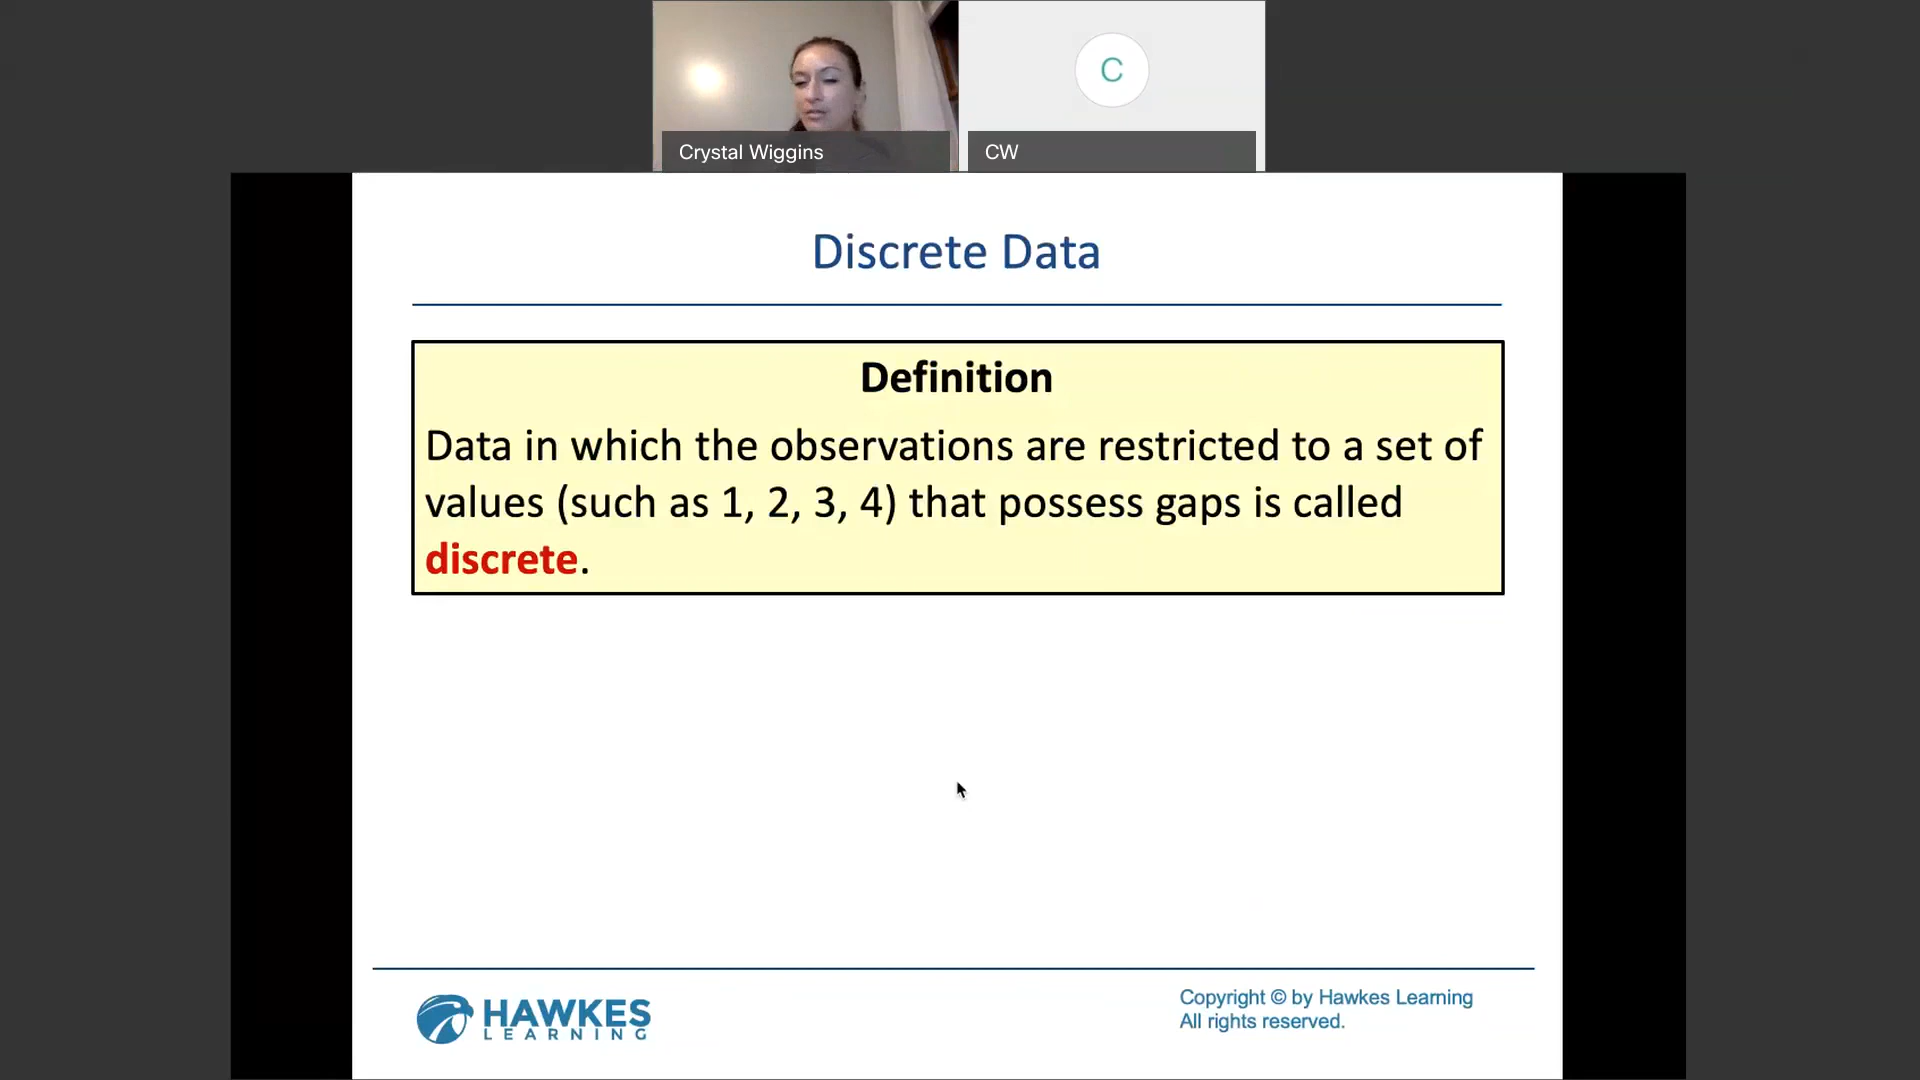 C
Crystal Wiggins
CW
Discrete Data
Definition
Data in which the observations are restricted to a set of
values (such as 1, 2, 3, 4) that possess gaps is called
discrete.
HAWKES
LEARNING
Copyright © by Hawkes Learning
All rights reserved.